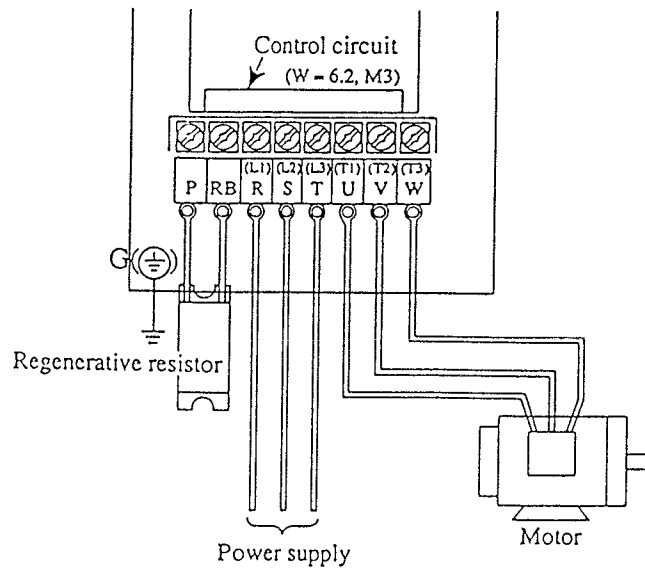 Control circuit
(W = 6.2, M3)
(L1) (L2) (L3) (T1) (T2) (T3)
P RB R S T U V W
G
Regenerative resistor
Motor
Power supply